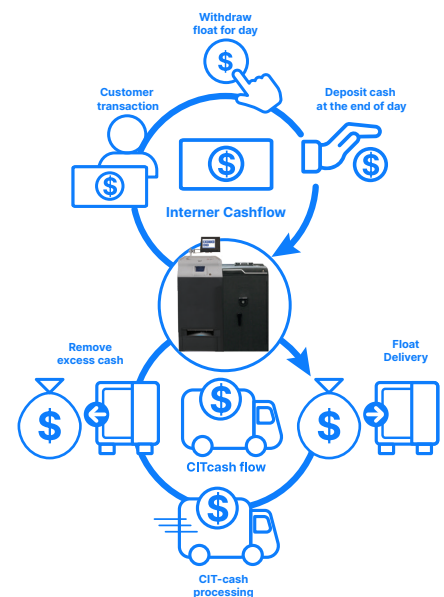 Withdraw
float for day
$
Customer
transaction
Deposit cash
at the end of day
$
$
$
Interner Cashflow
Remove
excess cash
Float
Delivery
$
$
$
CITcash flow
$
CIT-cash
processing